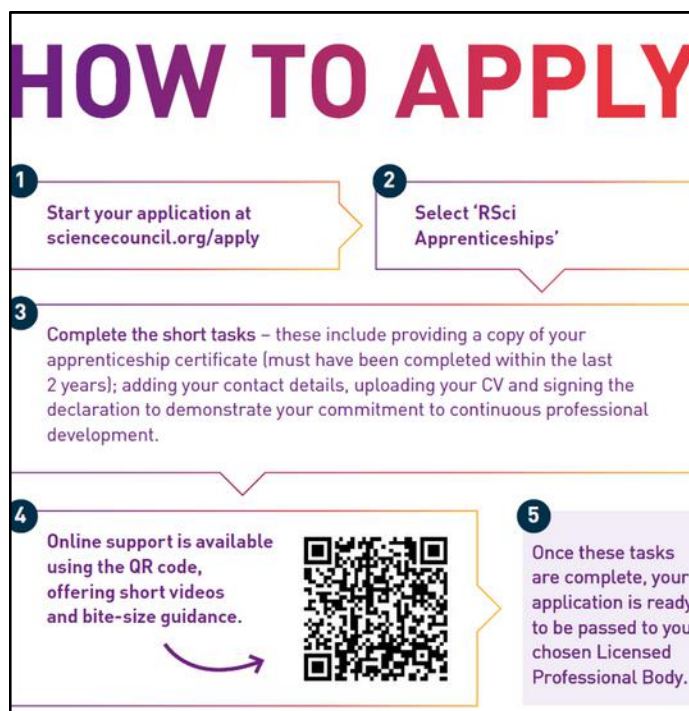 HOW TO APPLY
1
Start your application at
sciencecouncil.org/apply
2
Select ‘RSci
Apprenticeships’
3
Complete the short tasks – these include providing a copy of your
apprenticeship certificate (must have been completed within the last
2 years); adding your contact details, uploading your CV and signing the
declaration to demonstrate your commitment to continuous professional
development.
4
Online support is available
using the QR code,
offering short videos
and bite-size guidance.
5
Once these tasks
are complete, your
application is ready
to be passed to you
chosen Licensed
Professional Body.